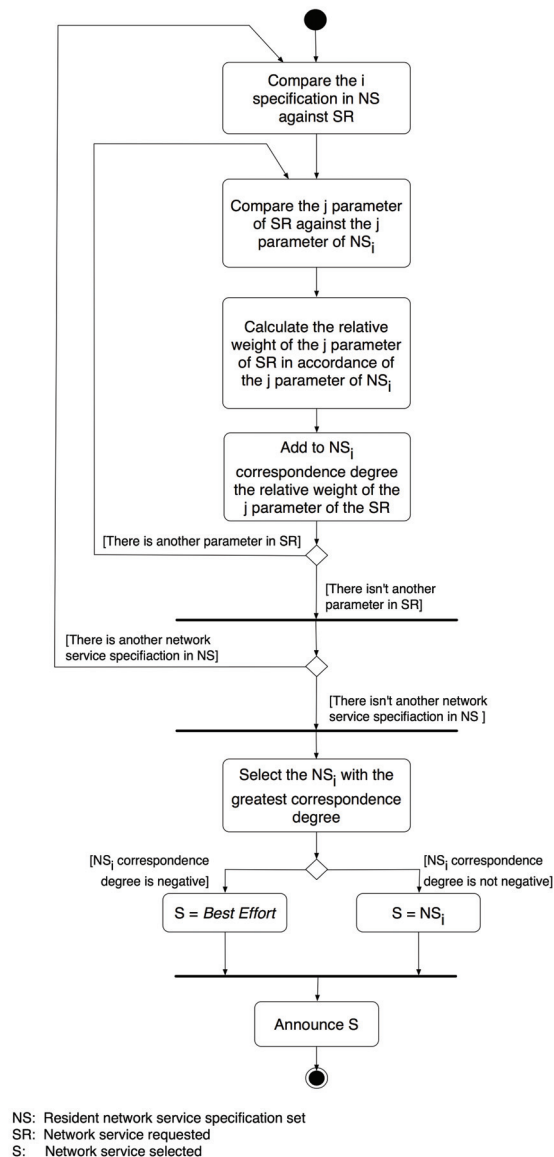 Compare the i
specification in NS
against SR
Compare the j parameter
of SR against the j
parameter of NSi
Calculate the relative
weight of the j parameter
of SR in accordance of
the j parameter of NSi
Add to NSi
correspondence degree
the relative weight of the
j parameter of the SR
[There is another parameter in SR]
[There isn't another
parameter in SR]
[There is another network
service specifiaction in NS]
[There isn't another network
service specifiaction in NS ]
Select the NSi with the
greatest correspondence
degree
[NSi correspondence
degree is negative]
[NSi correspondence
degree is not negative]
S = Best Effort
S = NSi
Announce S
NS: Resident network service specification set
SR: Network service requested
S: Network service selected